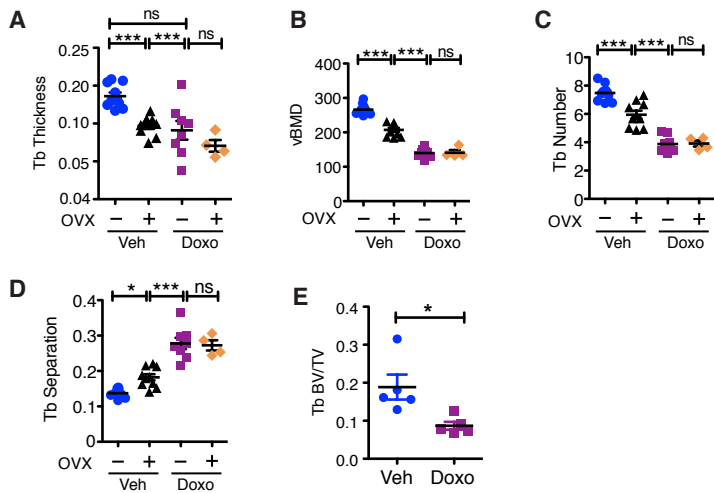 A
ns
*** *** ns
0.25
0.20
0.10
0.05
0.04
Tb Thickness
OVX − + − +
Veh Doxo
B
*** *** ns
400
300
200
100
0
vBMD
OVX − + − +
Veh Doxo
C
*** *** ns
10
8
6
4
2
0
Tb Number
OVX − + − +
Veh Doxo
D
* *** ns
0.4
0.3
0.2
0.1
0
Tb Separation
OVX − + − +
Veh Doxo
E
*
0.4
0.3
0.2
0.1
0.0
Tb BV/TV
Veh Doxo